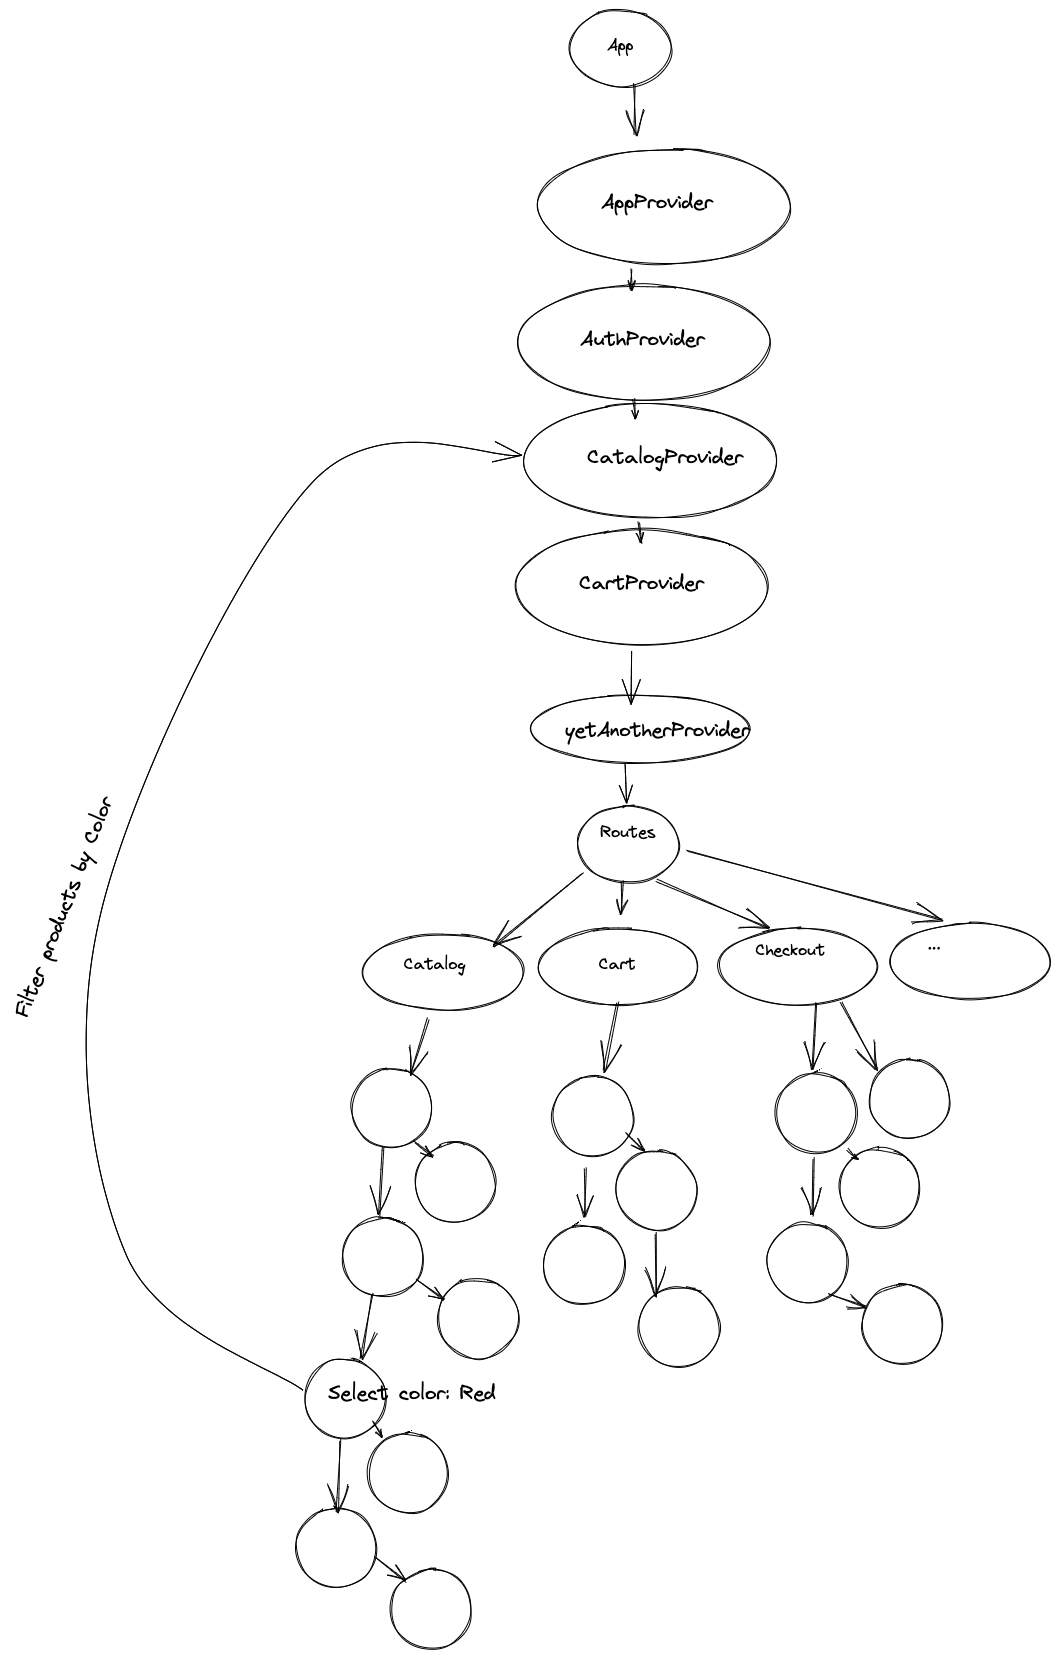 App
AppProvider
AuthProvider
CatalogProvider
CartProvider
yetAnotherProvider
Routes
Catalog
Cart
Checkout
...
Filter products by Color
Select color: Red